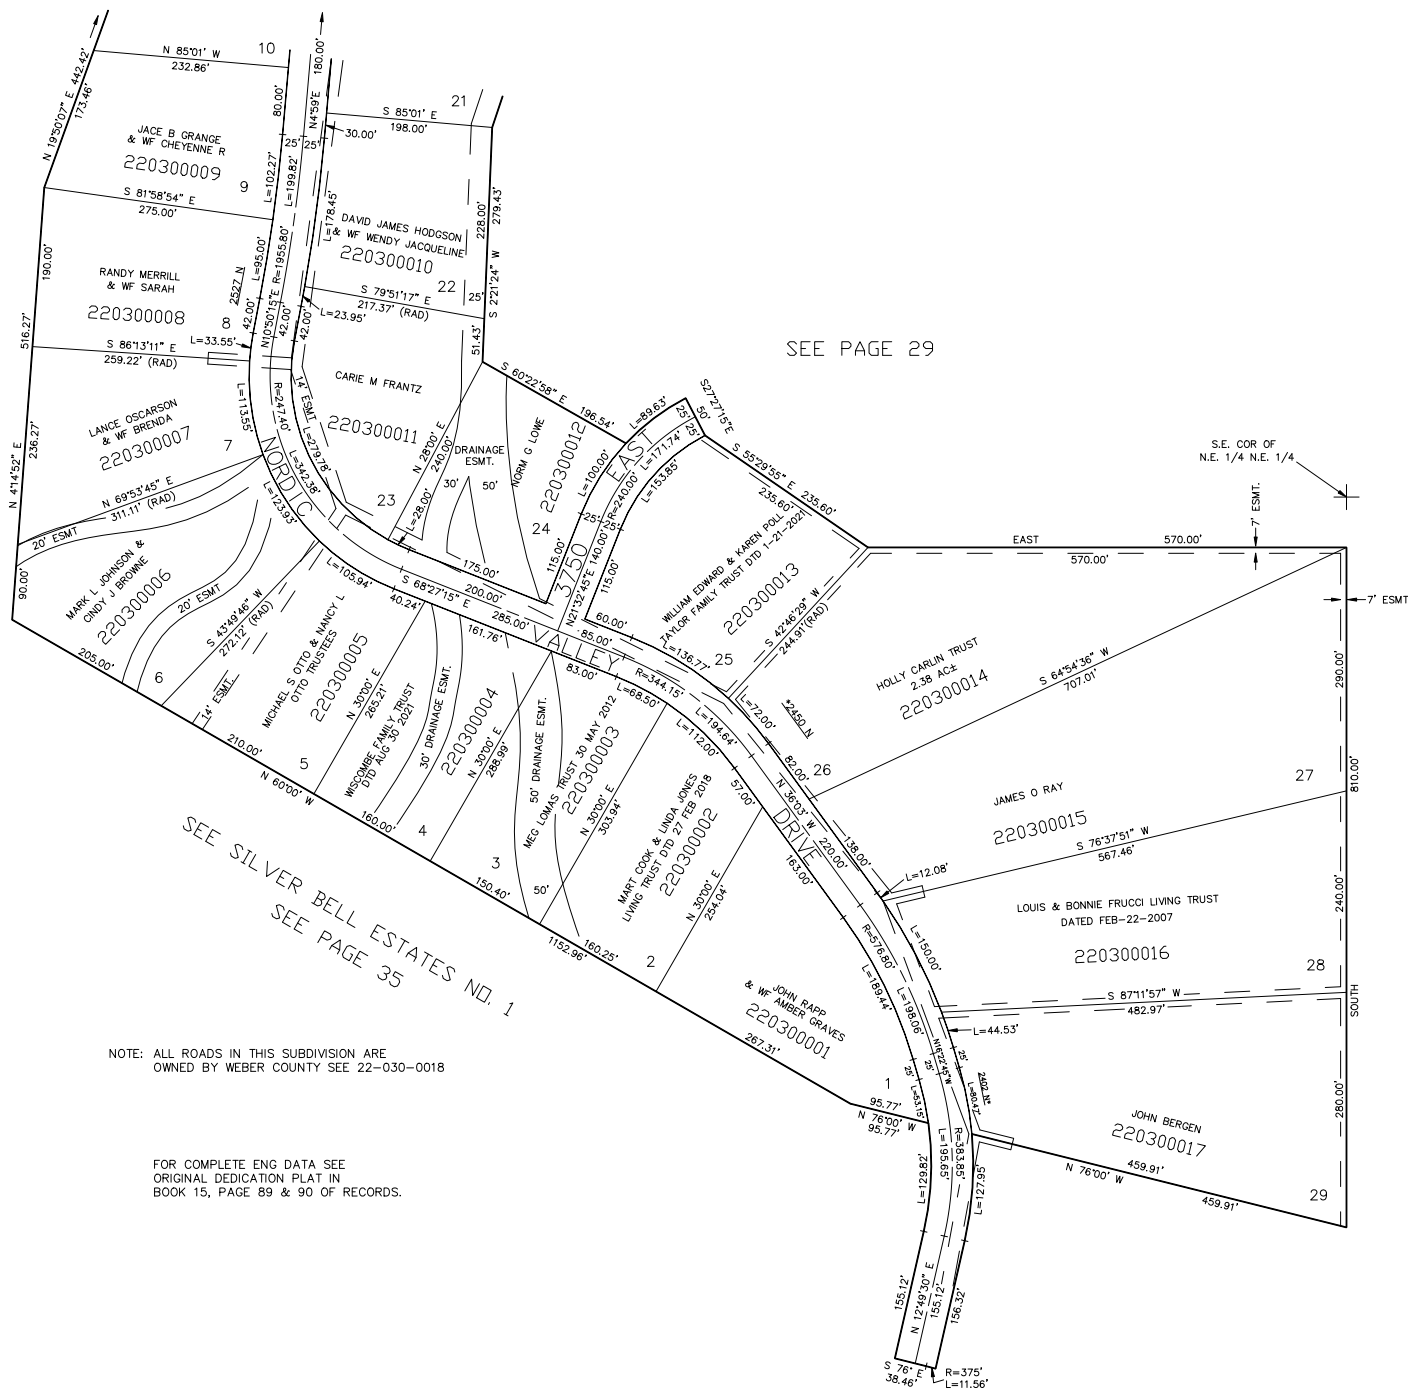 N 85°01' W
232.86'
10
N 19°50'07" E 442.42'
173.46'
80.00'
180.00'
N4°59'E
JACE B GRANGE
& WF CHEYENNE R
220300009
9
L=102.27'
25' 25'
L=199.82'
S 81°58'54" E
275.00'
21
S 85°01' E
198.00'
30.00'
25'
L=178.45'
DAVID JAMES HODGSON
& WF WENDY JACQUELINE
220300010
22
228.00'
279.43'
S 2°21'24" W
25'
S 79°51'17" E
217.37' (RAD)
L=23.95'
51.43'
190.00'
516.27'
RANDY MERRILL
& WF SARAH
220300008
8
2527 N
L=95.00'
42.00'
N10°50'15"E R=1955.80'
42.00'
42.00'
L=33.55'
S 86°13'11" E
259.22' (RAD)
SEE PAGE 29
CARIE M FRANTZ
220300011
14' ESMT
L=279.78'
R=247.40'
L=342.38'
L=113.55'
NORDIC
LANCE OSCARSON
& WF BRENDA
220300007
7
236.27'
N 4°14'52" E
N 69°53'45" E
311.11' (RAD)
20' ESMT
L=123.93'
23
N 28°00' E
240.00'
L=28.00'
DRAINAGE
ESMT.
30' 50'
S 60°22'58" E
196.54'
NORM G LOWE
220300012
24
L=89.63'
L=100.00'
EAST
3750
25' 25'
50'
S27°27'15"E
L=171.74'
R=240.00'
L=153.85'
25' 25'
115.00'
N21°32'45"E 140.00'
115.00'
S 55°29'55" E
235.60'
235.60'
S.E. COR OF
N.E. 1/4 N.E. 1/4
7' ESMT.
EAST
570.00'
570.00'
7' ESMT
90.00'
MARK L JOHNSON &
CINDY J BROWNE
220300006
20' ESMT
6
205.00'
S 43°49'46" W
272.12' (RAD)
14' ESMT.
L=105.94'
MICHAEL S OTTO & NANCY L
OTTO TRUSTEES
220300005
5
210.00'
N 60°00' W
40.24'
S 68°27'15" E
175.00'
200.00'
285.00'
85.00'
60.00'
VALLEY
N 30°00' E
265.21'
WISCOMBE FAMILY TRUST
DTD AUG 30 2021
30' DRAINAGE ESMT.
161.76'
220300004
4
160.00'
N 30°00' E
288.99'
83.00'
50' DRAINAGE ESMT.
MEG LOMAS TRUST 30 MAY 2012
220300003
3
50'
150.40'
N 30°00' E
303.94'
L=68.50'
WILLIAM EDWARD & KAREN POLL
TAYLOR FAMILY TRUST DTD 1-21-2021
220300013
25
L=136.77'
R=344.15'
L=194.64'
L=72.00'
S 42°46'29" W
244.91'(RAD)
*2450 N
HOLLY CARLIN TRUST
2.38 AC±
220300014
26
S 64°54'36" W
707.01'
290.00'
810.00'
L=112.00'
57.00'
82.00'
N 36°03' W
220.00'
138.00'
DRIVE
163.00'
MART COOK & LINDA JONES
LIVING TRUST DTD 27 FEB 2018
220300002
2
160.25'
1152.96'
N 30°00' E
254.04'
JAMES O RAY
220300015
27
S 76°37'51" W
567.46'
L=12.08'
SEE SILVER BELL ESTATES NO. 1
SEE PAGE 35
LOUIS & BONNIE FRUCCI LIVING TRUST
DATED FEB-22-2007
220300016
28
240.00'
L=150.00'
R=576.80'
L=189.44'
L=198.06'
S 87°11'57" W
482.97'
SOUTH
L=44.53'
JOHN RAPP
& WF AMBER GRAVES
220300001
1
267.31'
95.77'
N 76°00' W
95.77'
N16°22'45"W
25' 25'
25'
L=53.15'
2402 N*
L=80.47'
280.00'
NOTE: ALL ROADS IN THIS SUBDIVISION ARE
OWNED BY WEBER COUNTY SEE 22-030-0018
JOHN BERGEN
220300017
29
N 76°00' W
459.91'
459.91'
FOR COMPLETE ENG DATA SEE
ORIGINAL DEDICATION PLAT IN
BOOK 15, PAGE 89 & 90 OF RECORDS.
R=383.85'
L=195.65'
L=129.82'
L=127.95'
155.12'
N 12°49'30" E
155.12'
156.32'
S 76° E
38.46'
R=375'
L=11.56'